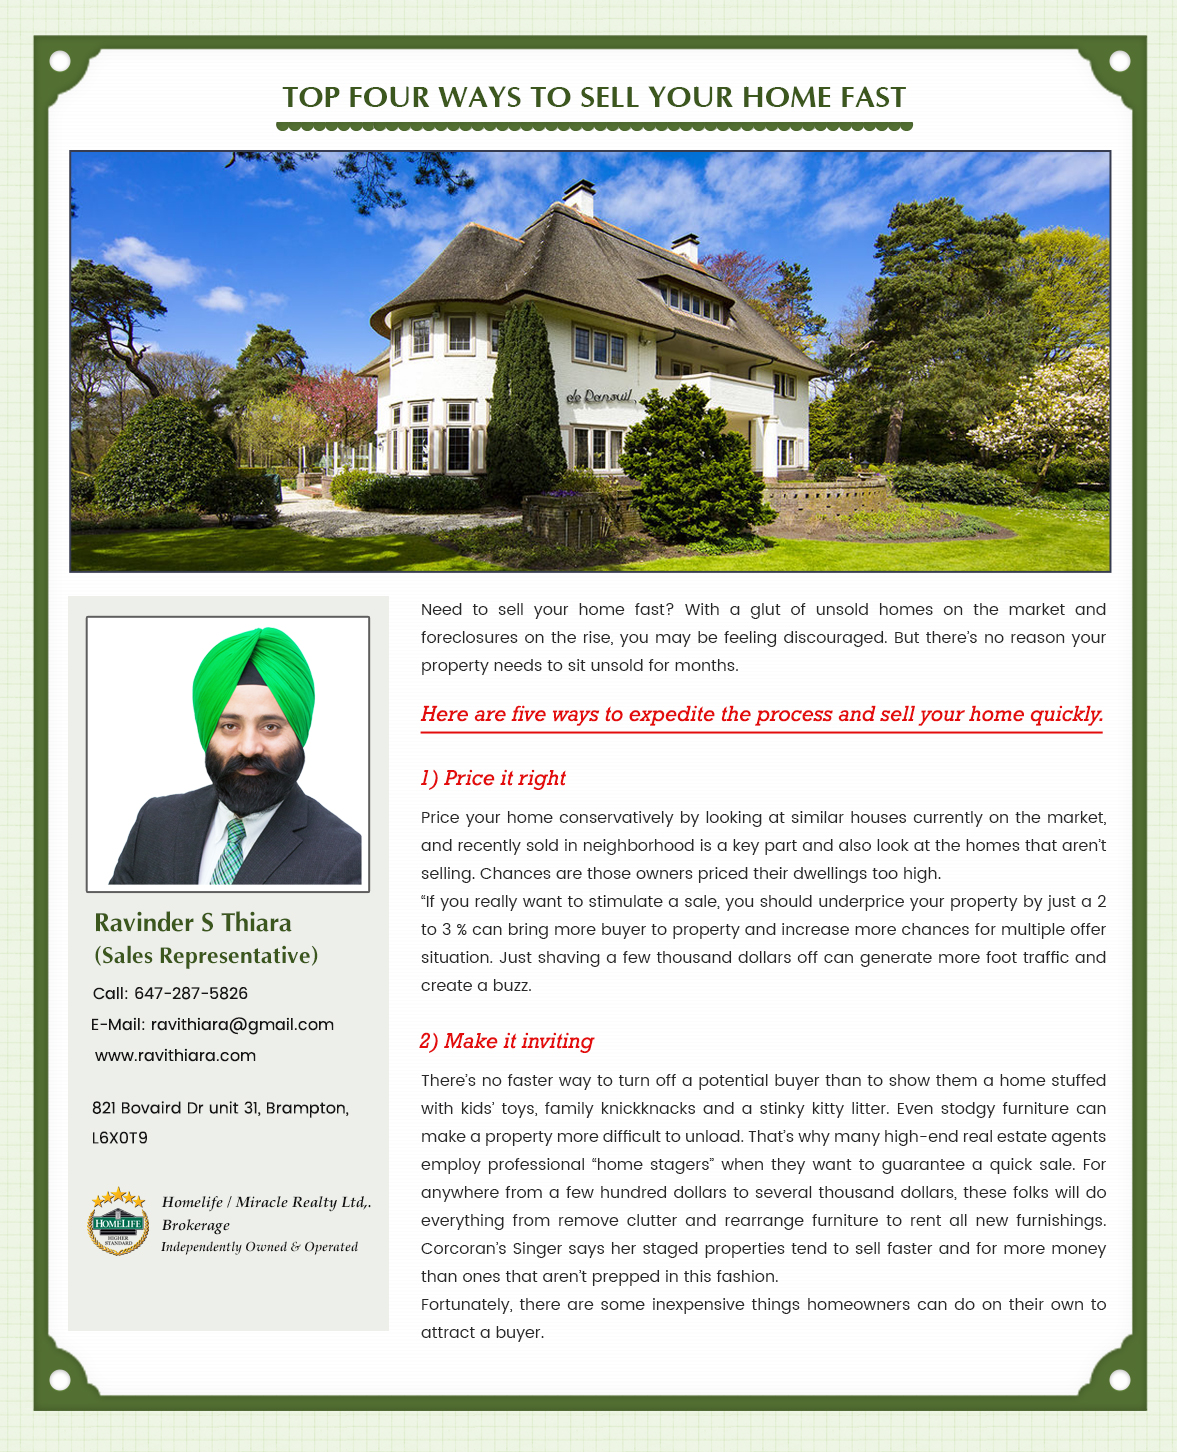 TOP FOUR WAYS TO SELL YOUR HOME FAST
Need to sell your home fast? With a glut of unsold homes on the market and
foreclosures on the rise, you may be feeling discouraged. But there's no reason your
property needs to sit unsold for months.
Here are five ways to expedite the process and sell your home quickly.
1) Price it right
Price your home conservatively by looking at similar houses currently on the market,
and recently sold in neighborhood is a key part and also look at the homes that aren't
selling. Chances are those owners priced their dwellings too high.
“If you really want to stimulate a sale, you should underprice your property by just a 2
to 3 % can bring more buyer to property and increase more chances for multiple offer
situation. Just shaving a few thousand dollars off can generate more foot traffic and
create a buzz.
2) Make it inviting
There's no faster way to turn off a potential buyer than to show them a home stuffed
with kids' toys, family knickknacks and a stinky kitty litter. Even stodgy furniture can
make a property more difficult to unload. That's why many high-end real estate agents
employ professional “home stagers” when they want to guarantee a quick sale. For
anywhere from a few hundred dollars to several thousand dollars, these folks will do
everything from remove clutter and rearrange furniture to rent all new furnishings.
Corcoran's Singer says her staged properties tend to sell faster and for more money
than ones that aren't prepped in this fashion.
Fortunately, there are some inexpensive things homeowners can do on their own to
attract a buyer.
Ravinder S Thiara
(Sales Representative)
Call: 647-287-5826
E-Mail: ravithiara@gmail.com
www.ravithiara.com
821 Bovaird Dr unit 31, Brampton,
L6X0T9
HOMELIFE
HIGHER
STANDARD
Homelife / Miracle Realty Ltd,.
Brokerage
Independently Owned & Operated